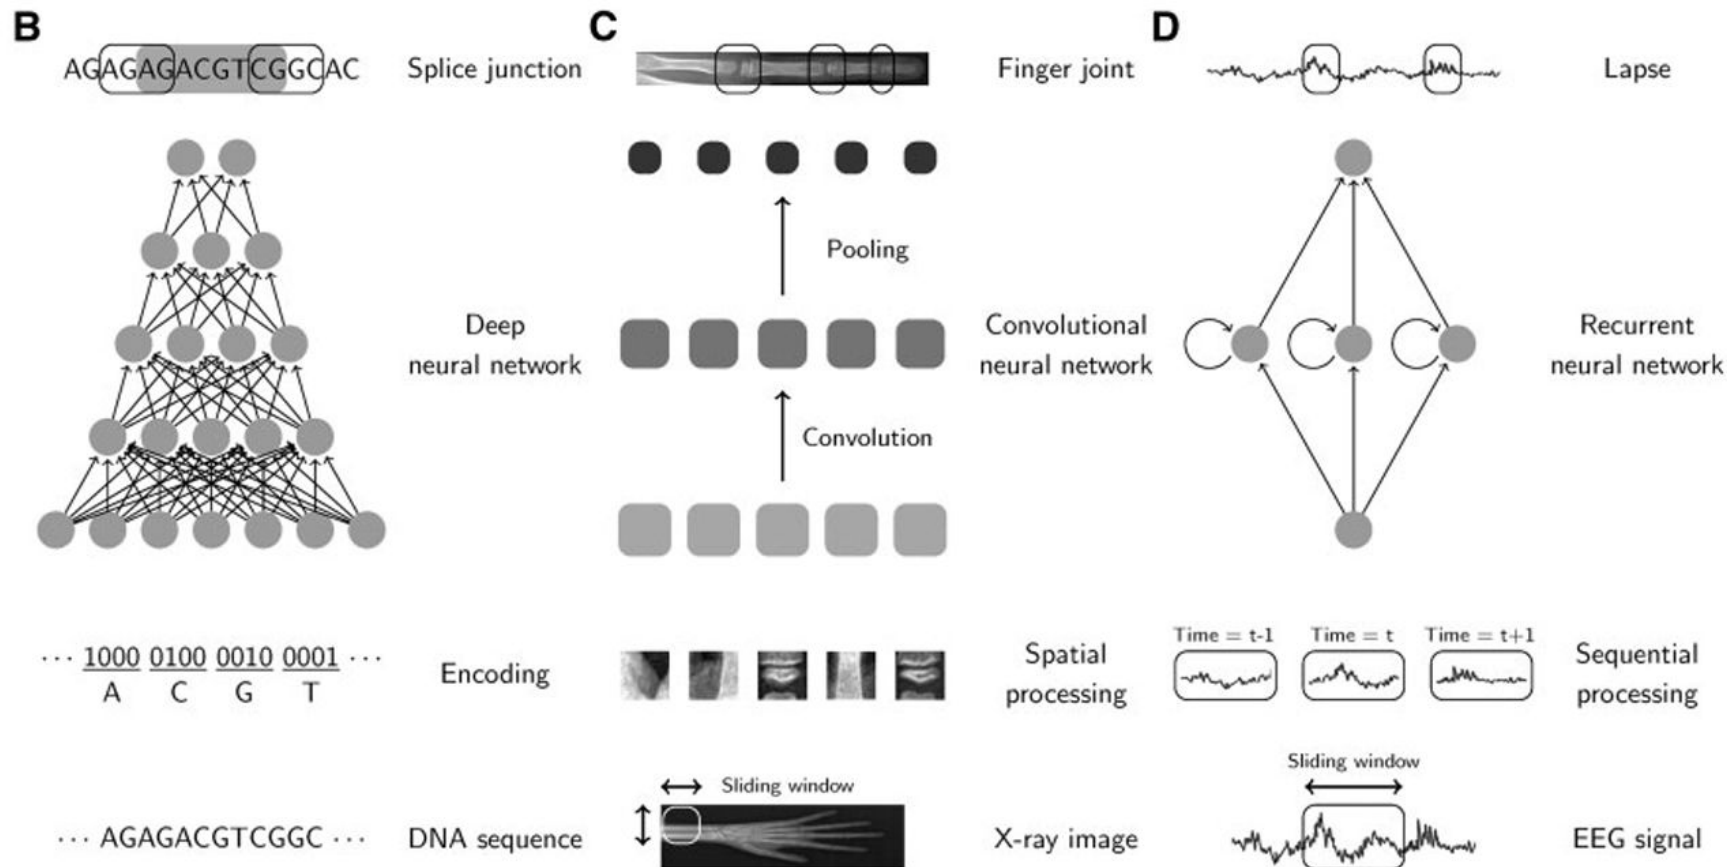 B
AGAGAGACGTCGGCAC
Splice junction
Deep
neural network
··· 1000 0100 0010 0001 ···
A C G T
Encoding
··· AGAGACGTCGGC ···
DNA sequence
C
Finger joint
Pooling
Convolutional
neural network
Convolution
Spatial
processing
Sliding window
X-ray image
D
Lapse
Recurrent
neural network
Time = t-1 Time = t Time = t+1
Sequential
processing
Sliding window
EEG signal